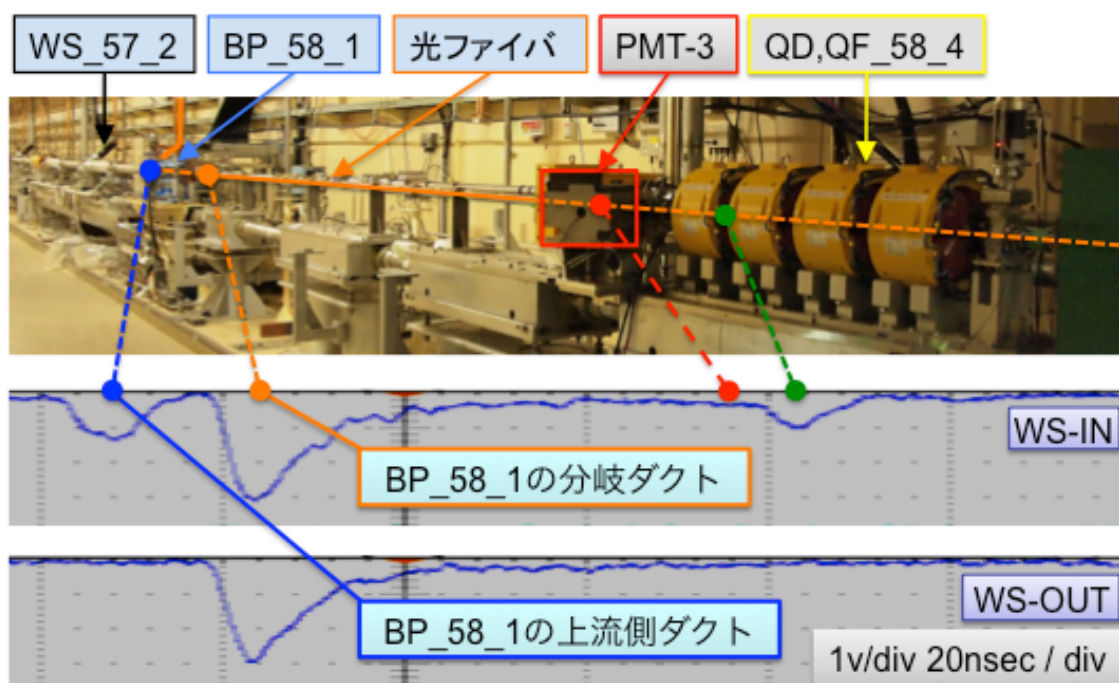 WS_57_2
BP_58_1
光ファイバ
PMT-3
QD,QF_58_4
WS-IN
BP_58_1の分岐ダクト
WS-OUT
BP_58_1の上流側ダクト
1v/div 20nsec / div